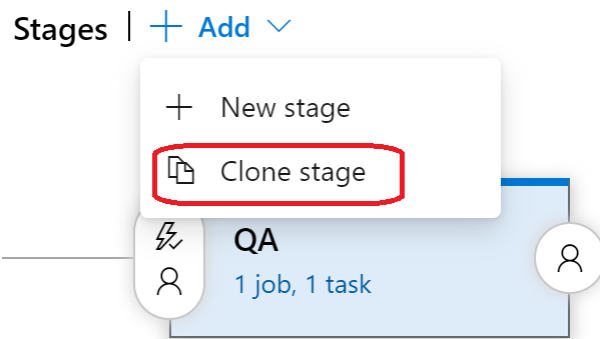 Stages | + Add
New stage
Clone stage
QA
1 job, 1 task